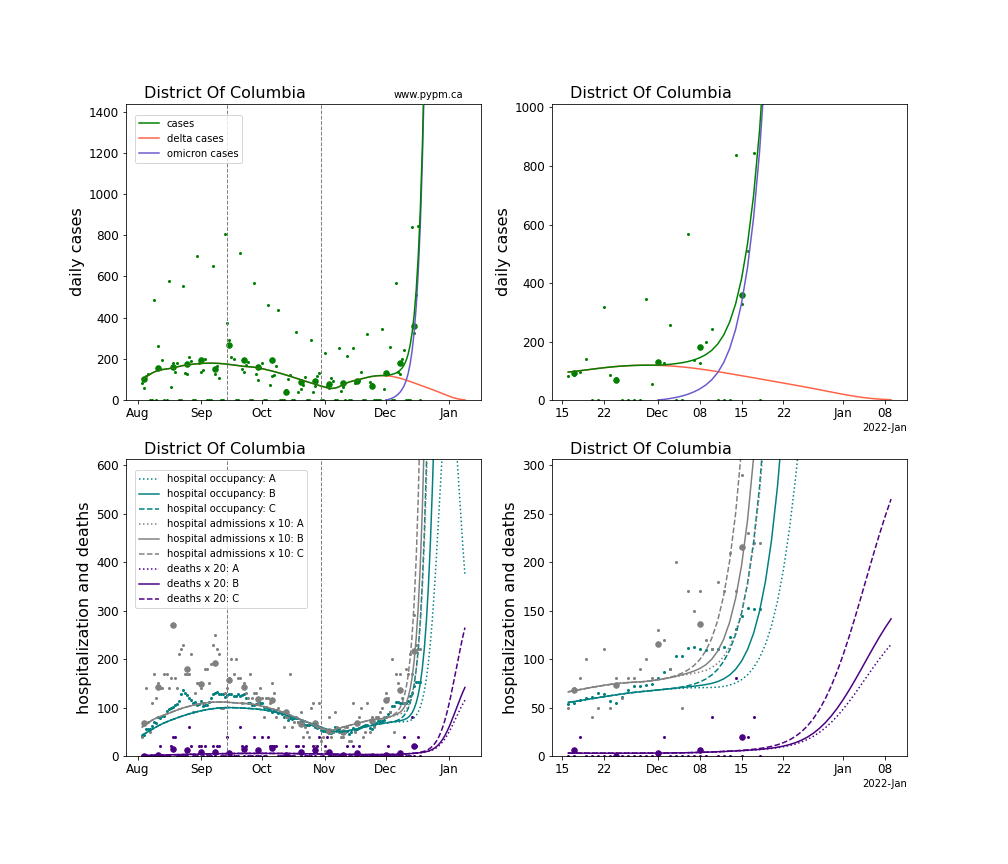 District Of Columbia
www.pypm.ca
daily cases
1400
1200
1000
800
600
400
200
0
cases
delta cases
omicron cases
Aug Sep Oct Nov Dec Jan
District Of Columbia
daily cases
1000
800
600
400
200
0
15 22 Dec 08 15 22 Jan 08
2022-Jan
District Of Columbia
hospitalization and deaths
600
500
400
300
200
100
0
hospital occupancy: A
hospital occupancy: B
hospital occupancy: C
hospital admissions x 10: A
hospital admissions x 10: B
hospital admissions x 10: C
deaths x 20: A
deaths x 20: B
deaths x 20: C
Aug Sep Oct Nov Dec Jan
District Of Columbia
hospitalization and deaths
300
250
200
150
100
50
0
15 22 Dec 08 15 22 Jan 08
2022-Jan